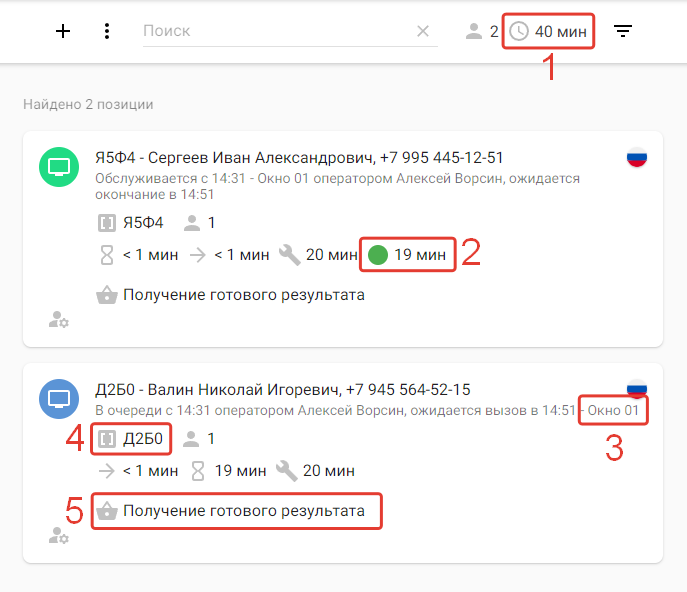 Поиск
2
40 мин
1
Найдено 2 позиции
Я5Ф4 - Сергеев Иван Александрович, +7 995 445-12-51
Обслуживается с 14:31 - Окно 01 оператором Алексей Ворсин, ожидается
окончание в 14:51
Я5Ф4 1
< 1 мин < 1 мин 20 мин 19 мин 2
Получение готового результата
Д2Б0 - Валин Николай Игоревич, +7 945 564-52-15
В очереди с 14:31 оператором Алексей Ворсин, ожидается вызов в 14:51 - Окно 01
4 Д2Б0 1 3
< 1 мин 19 мин 20 мин
5 Получение готового результата